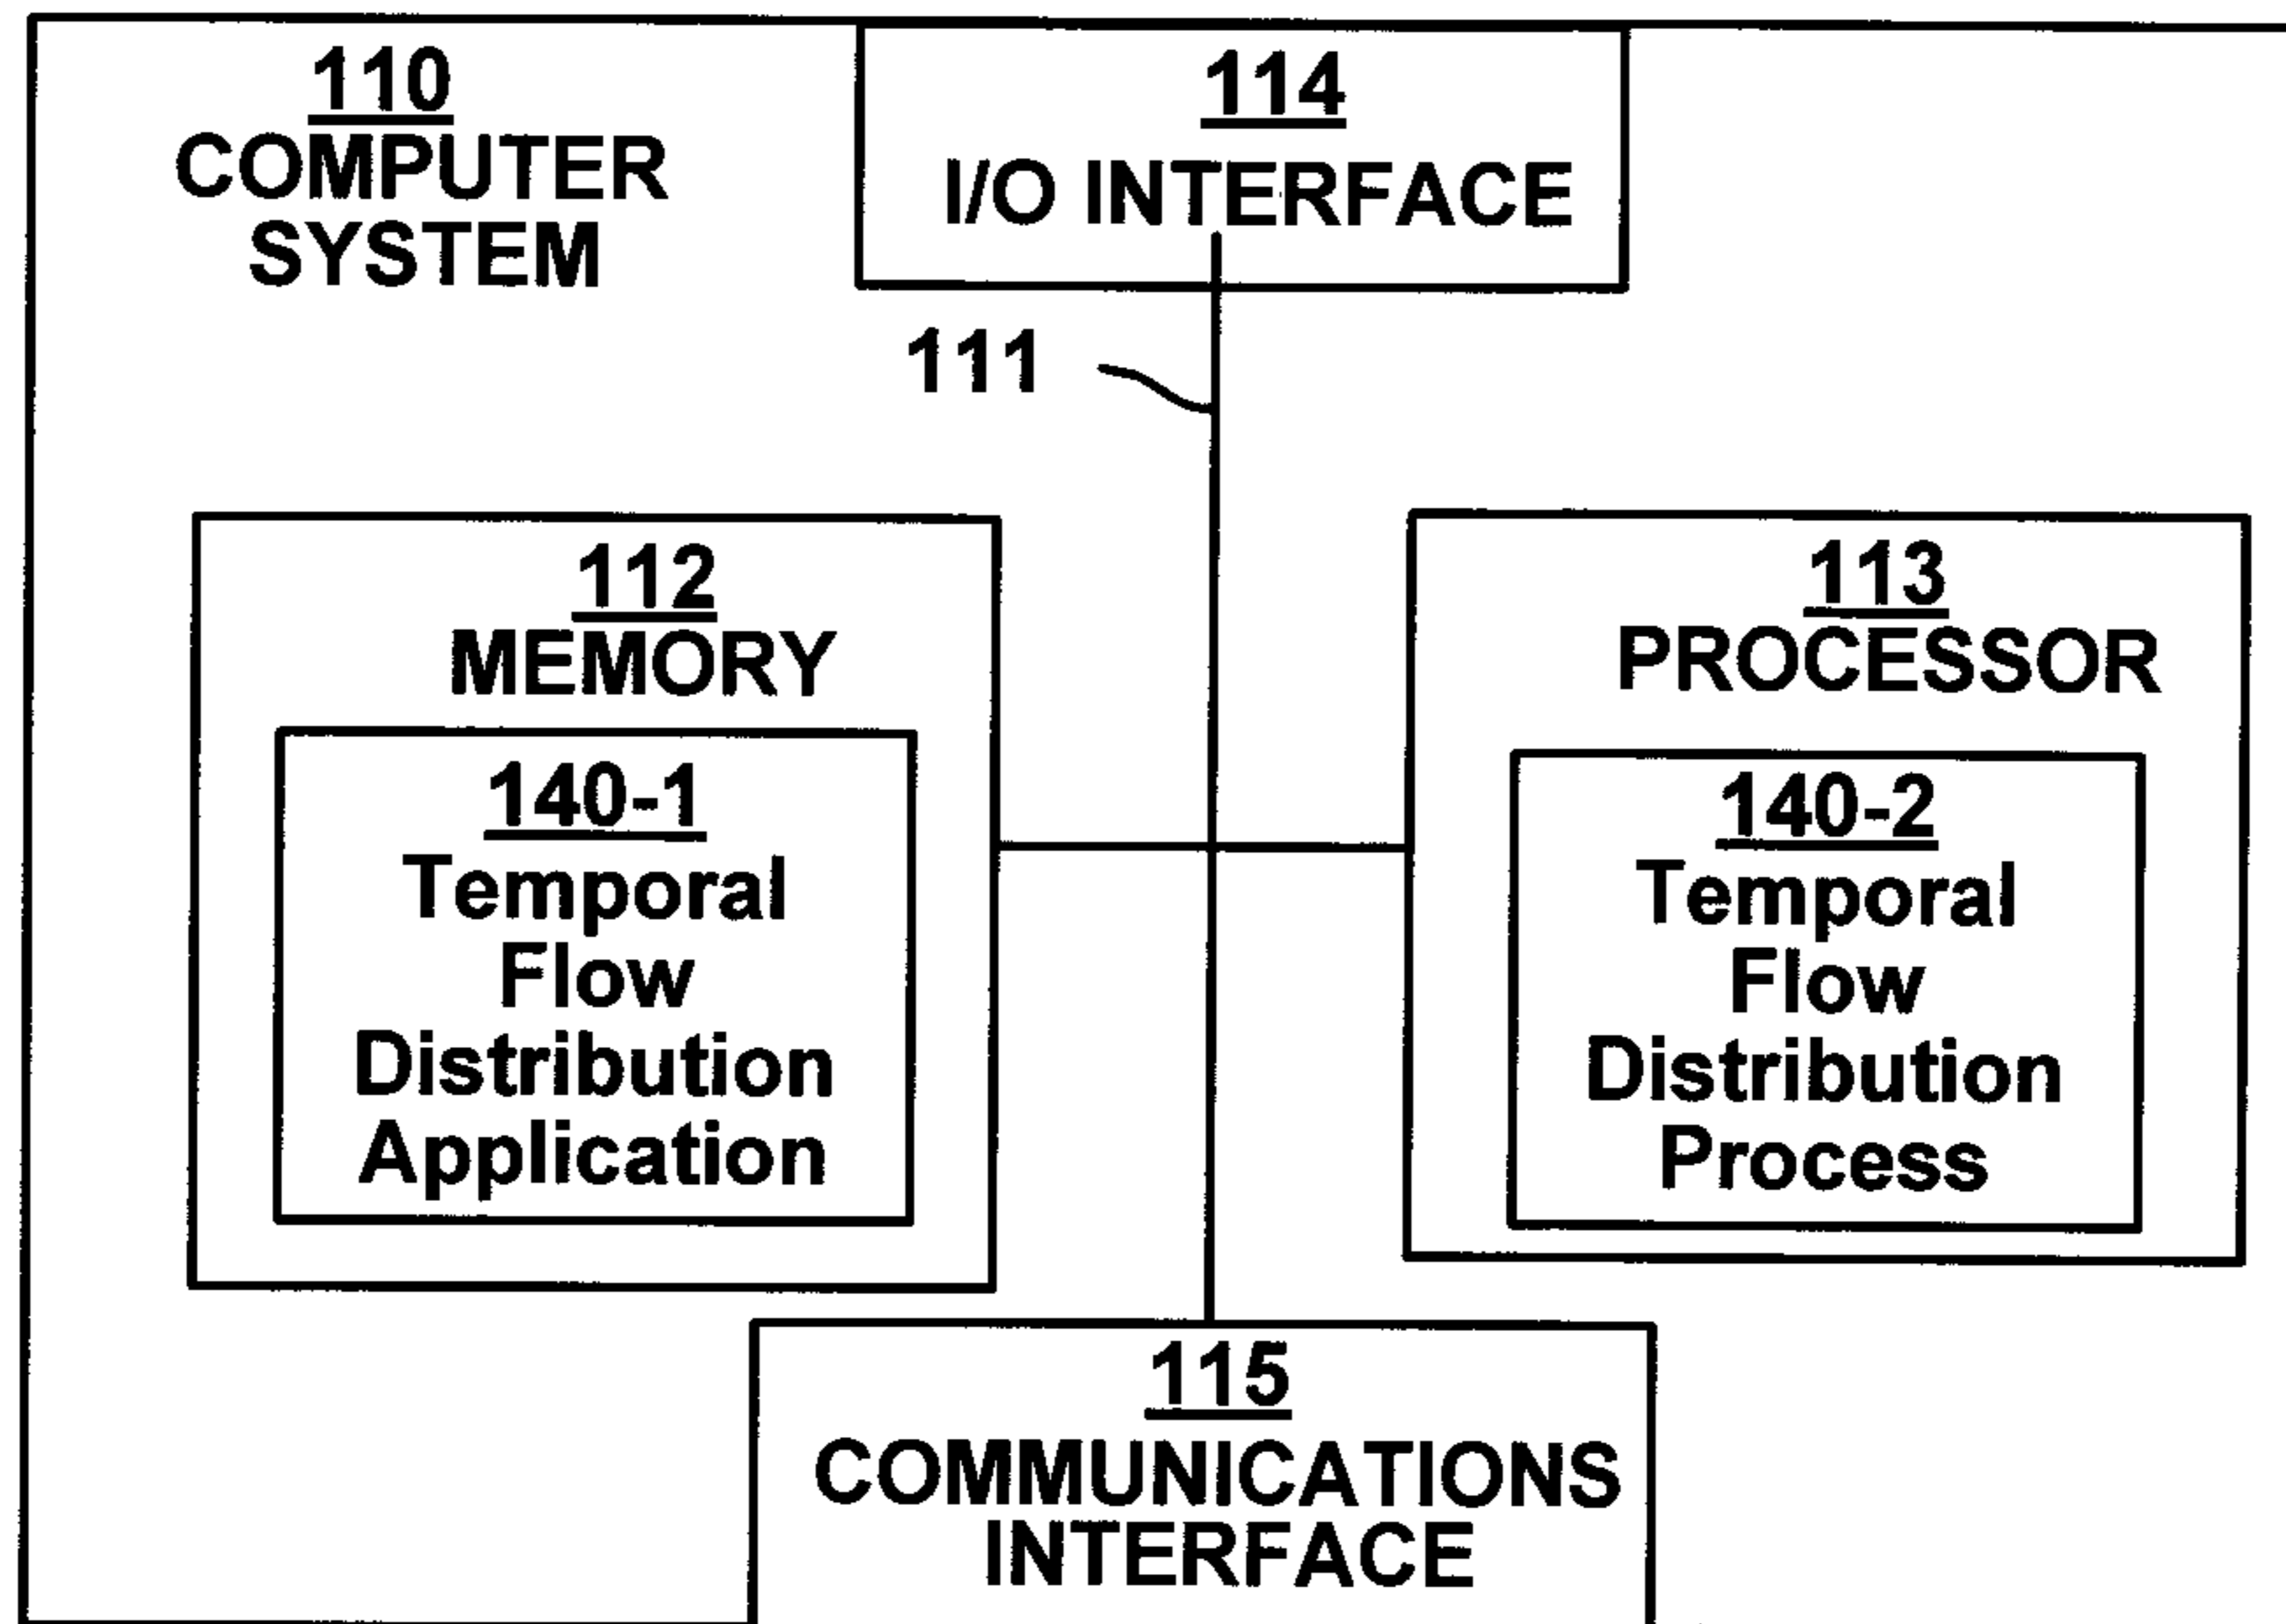 110
COMPUTER
SYSTEM
114
I/O INTERFACE
111
112
MEMORY
140-1
Temporal
Flow
Distribution
Application
113
PROCESSOR
140-2
Temporal
Flow
Distribution
Process
115
COMMUNICATIONS
INTERFACE